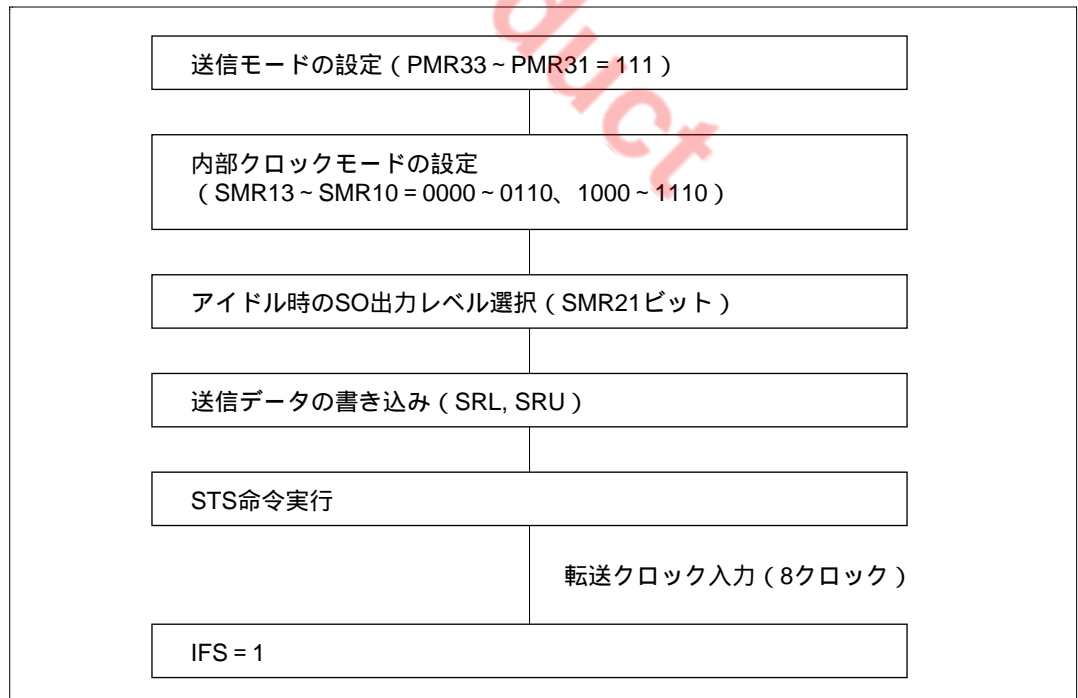 duct
送信モードの設定（PMR33～PMR31＝111）
内部クロックモードの設定
（SMR13～SMR10＝0000～0110、1000～1110）
アイドル時のSO出力レベル選択（SMR21ビット）
送信データの書き込み（SRL, SRU）
STS命令実行
転送クロック入力（8クロック）
IFS＝1